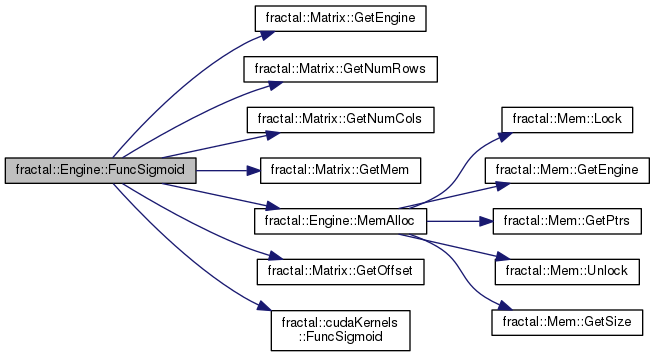 fractal::Matrix::GetEngine
fractal::Matrix::GetNumRows
fractal::Matrix::GetNumCols
fractal::Mem::Lock
fractal::Engine::FuncSigmoid
fractal::Matrix::GetMem
fractal::Mem::GetEngine
fractal::Engine::MemAlloc
fractal::Mem::GetPtrs
fractal::Matrix::GetOffset
fractal::Mem::Unlock
fractal::cudaKernels
::FuncSigmoid
fractal::Mem::GetSize